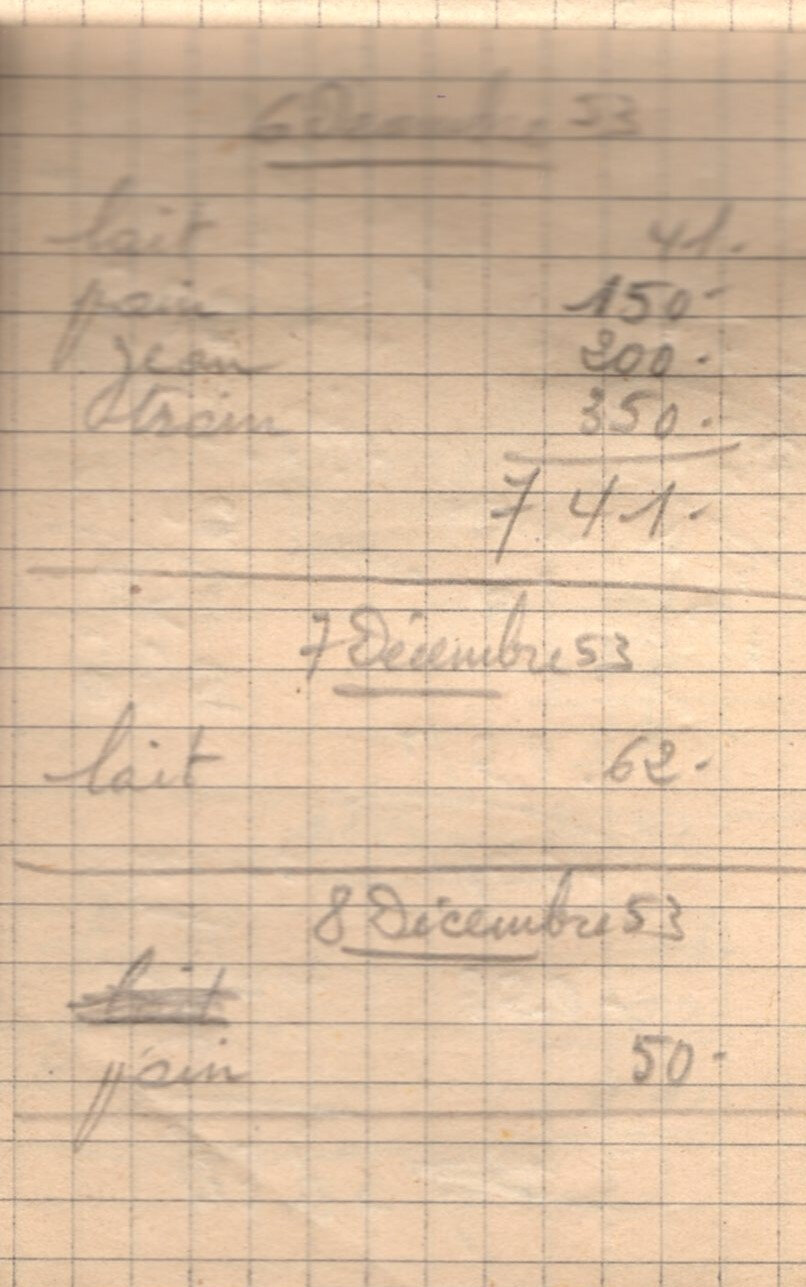 6 Décembre 53
lait 41.
pain 150-
Jean 200.
train 350.
741.
7 Décembre 53
lait 62.
8 Décembre 53
lait
pain 50-